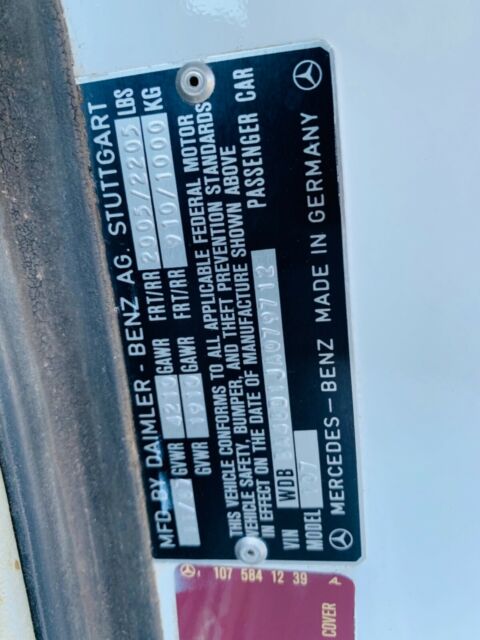 MFD BY DAIMLER - BENZ AG. STUTTGART
GVWR GAWR FRT/RR LBS
GVWR GAWR FRT/RR 910/1000 KG
THIS VEHICLE CONFORMS TO ALL APPLICABLE FEDERAL MOTOR
VEHICLE SAFETY, BUMPER, AND THEFT PREVENTION STANDARDS
IN EFFECT ON THE DATE OF MANUFACTURE SHOWN ABOVE
VIN WDB
PASSENGER CAR
MODEL 107
MERCEDES-BENZ MADE IN GERMANY
107 584 12 39 A
COVER